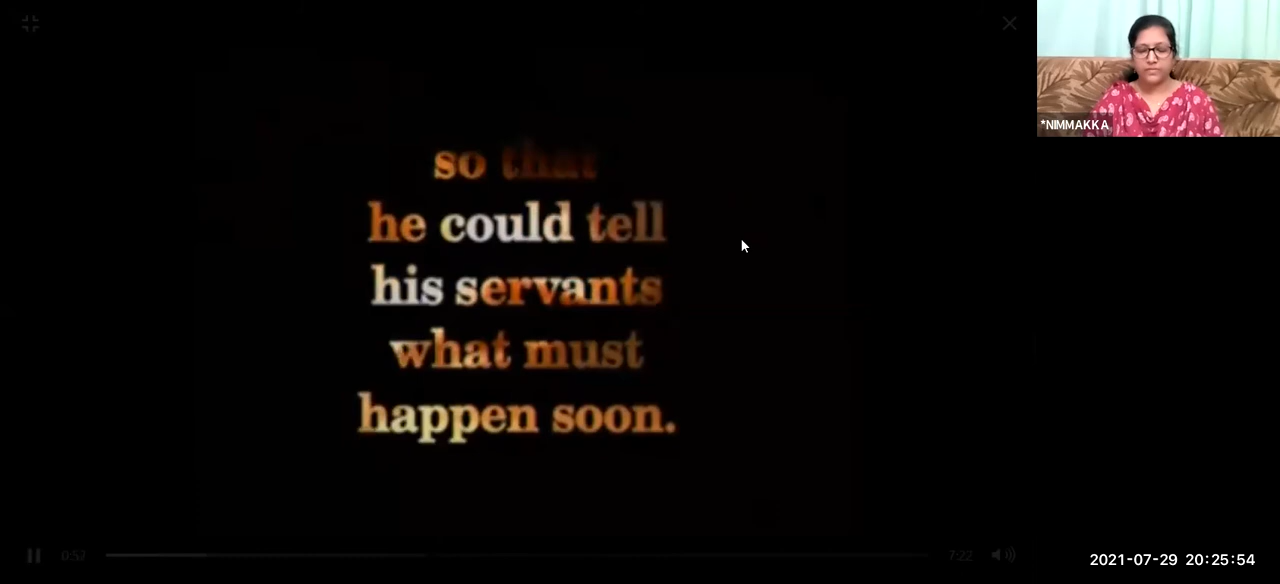 so that
he could tell
his servants
what must
happen soon.
*NIMMAKKA
0:57
7:22
2021-07-29 20:25:54